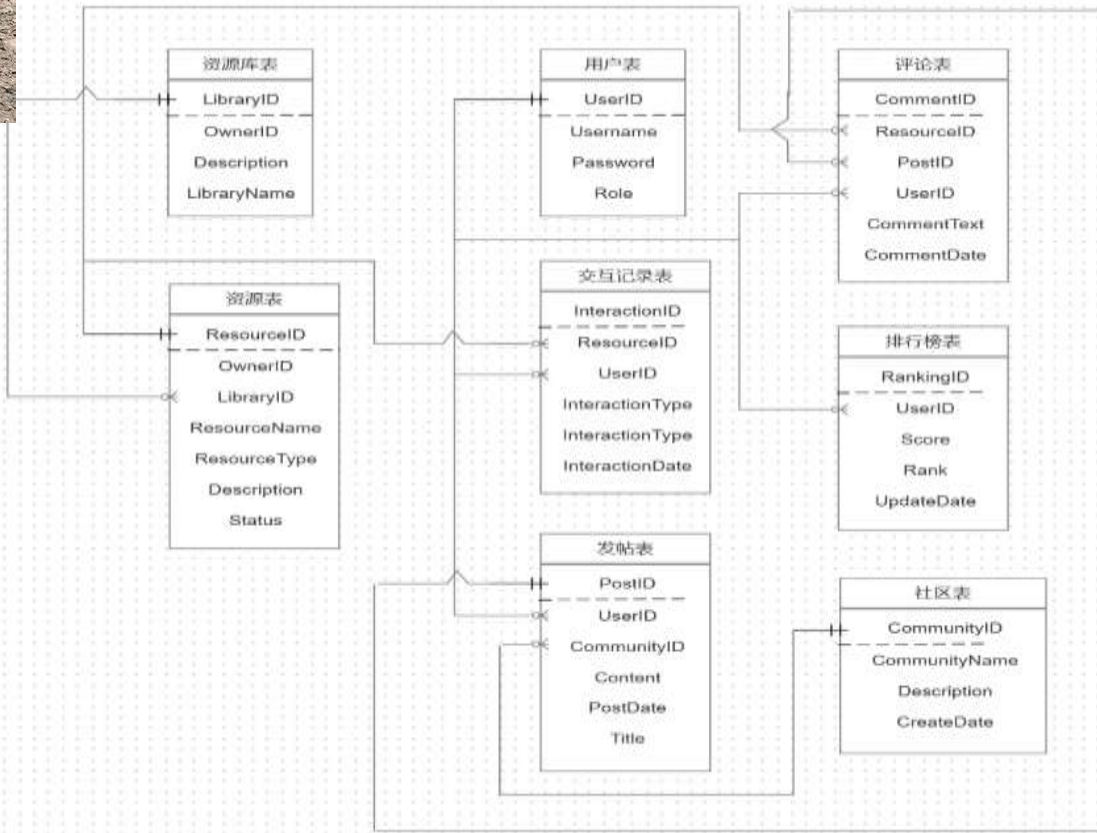 资源库表
LibraryID
OwnerID
Description
LibraryName
用户表
UserID
Username
Password
Role
评论表
CommentID
ResourceID
PostID
UserID
CommentText
CommentDate
资源表
ResourceID
OwnerID
LibraryID
ResourceName
ResourceType
Description
Status
交互记录表
InteractionID
ResourceID
UserID
InteractionType
InteractionType
InteractionDate
排行榜表
RankingID
UserID
Score
Rank
UpdateDate
发帖表
PostID
UserID
CommunityID
Content
PostDate
Title
社区表
CommunityID
CommunityName
Description
CreateDate